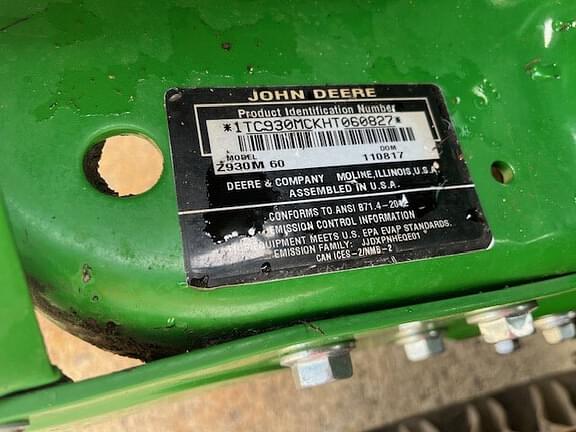 JOHN DEERE
Product Identification Number
*1TC930MCKHT060827*
MODEL DOM
Z930M 60 110817
DEERE & COMPANY MOLINE, ILLINOIS, U.S.A.
ASSEMBLED IN U.S.A.
CONFORMS TO ANSI B71.4-
EMISSION CONTROL INFORMATION
EQUIPMENT MEETS U.S. EPA EVAP STANDARDS.
EMISSION FAMILY: JJDXPNHEQE01
CAN ICES-2/NMB-2